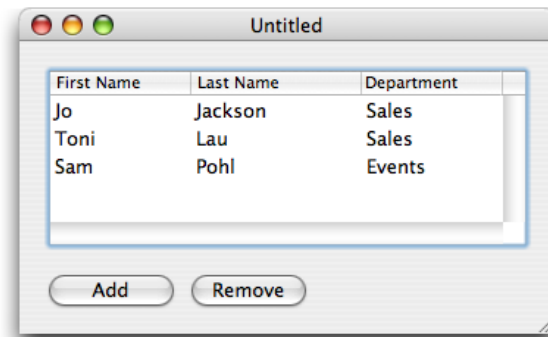 Untitled
First Name Last Name Department
Jo Jackson Sales
Toni Lau Sales
Sam Pohl Events
Add Remove